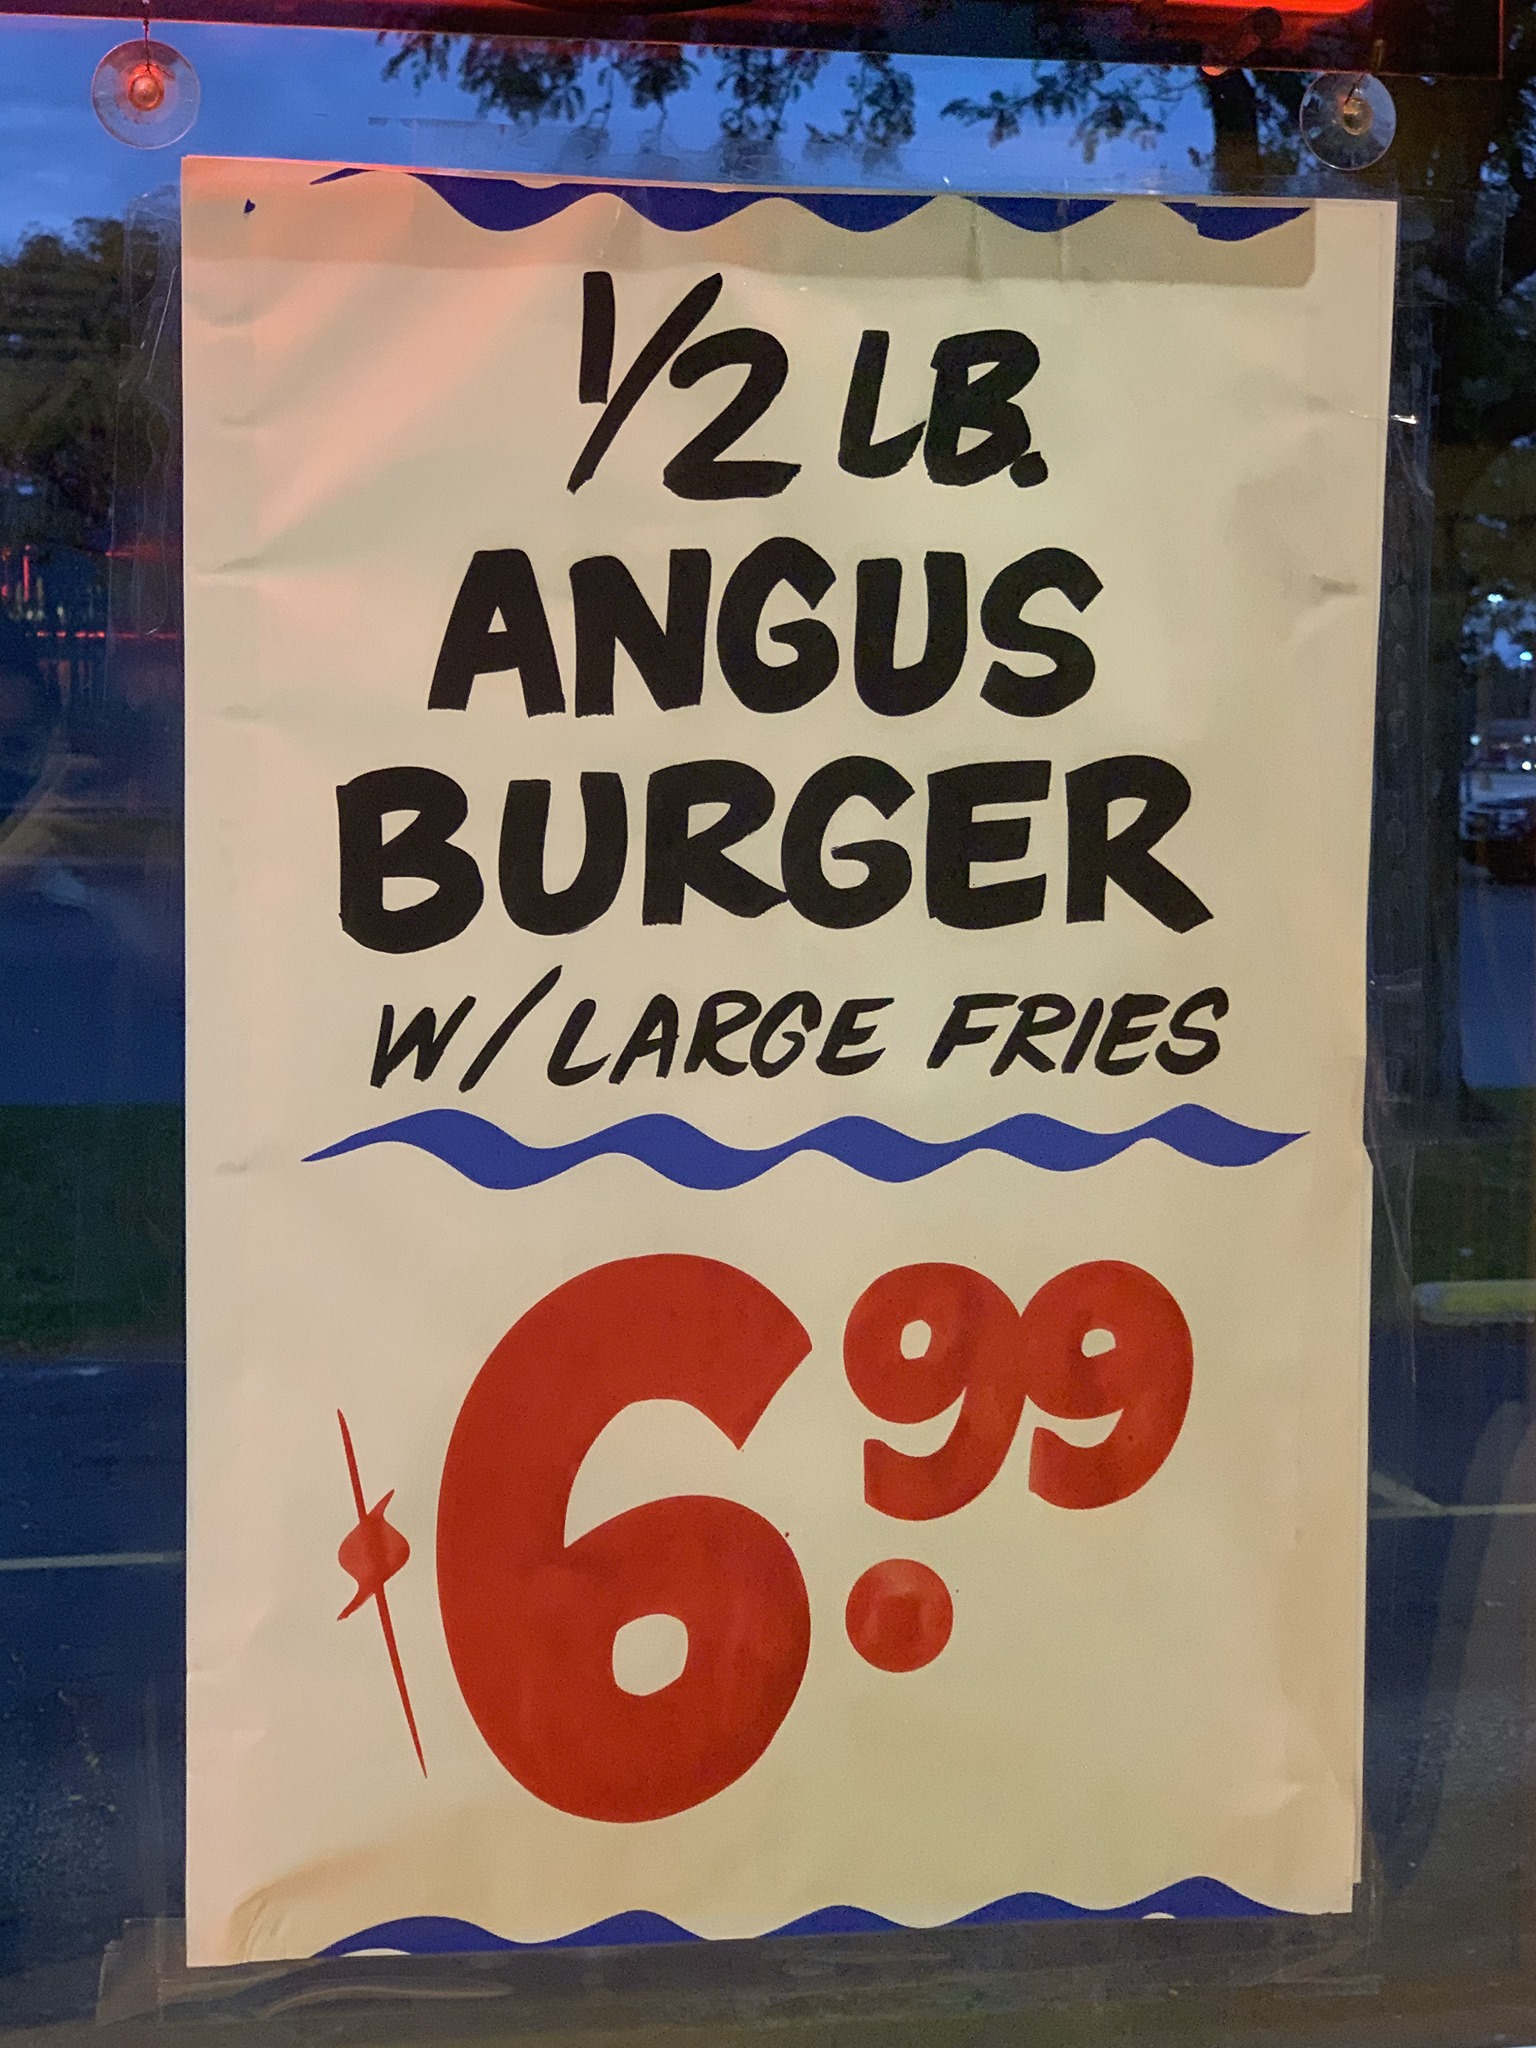 1/2 LB.
ANGUS
BURGER
W/LARGE FRIES
$6.99